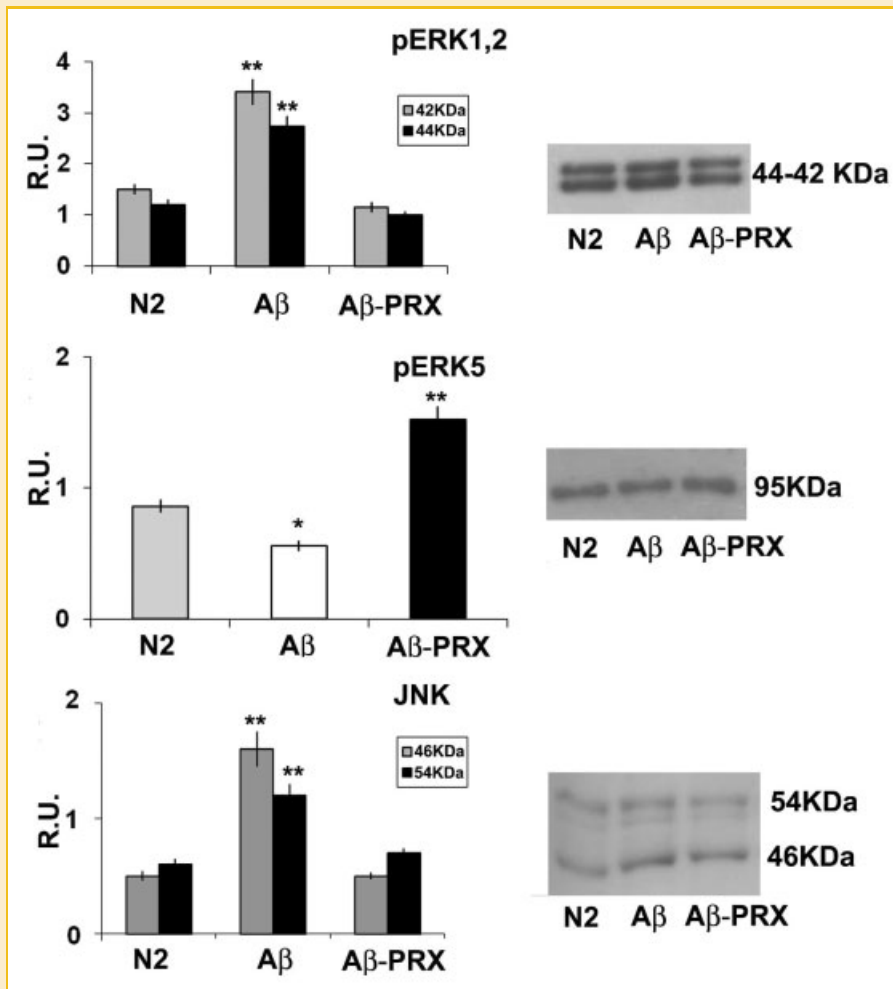 pERK1,2
4
3
2
1
0
R.U.
** **
42KDa
44KDa
N2 Aβ Aβ-PRX
44-42 KDa
N2 Aβ Aβ-PRX
pERK5
2
1
0
R.U.
* **
N2 Aβ Aβ-PRX
95KDa
N2 Aβ Aβ-PRX
JNK
2
1
0
R.U.
** **
46KDa
54KDa
N2 Aβ Aβ-PRX
54KDa
46KDa
N2 Aβ Aβ-PRX